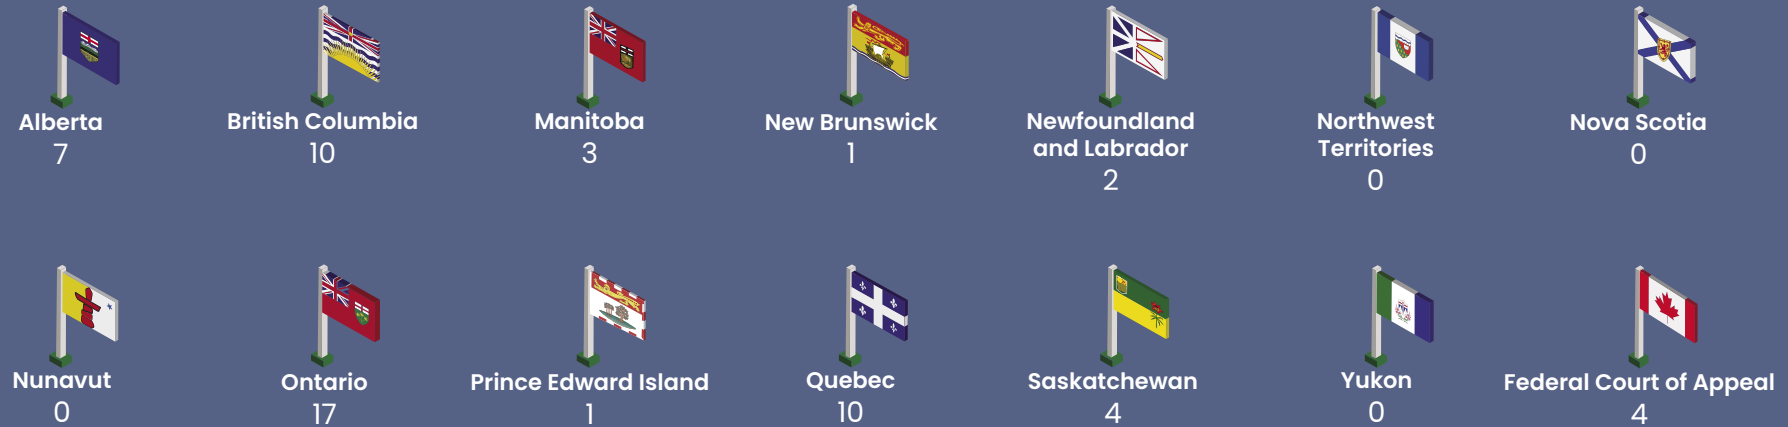 Alberta
7
British Columbia
10
Manitoba
3
New Brunswick
1
Newfoundland
and Labrador
2
Northwest
Territories
0
Nova Scotia
0
Nunavut
0
Ontario
17
Prince Edward Island
1
Quebec
10
Saskatchewan
4
Yukon
0
Federal Court of Appeal
4